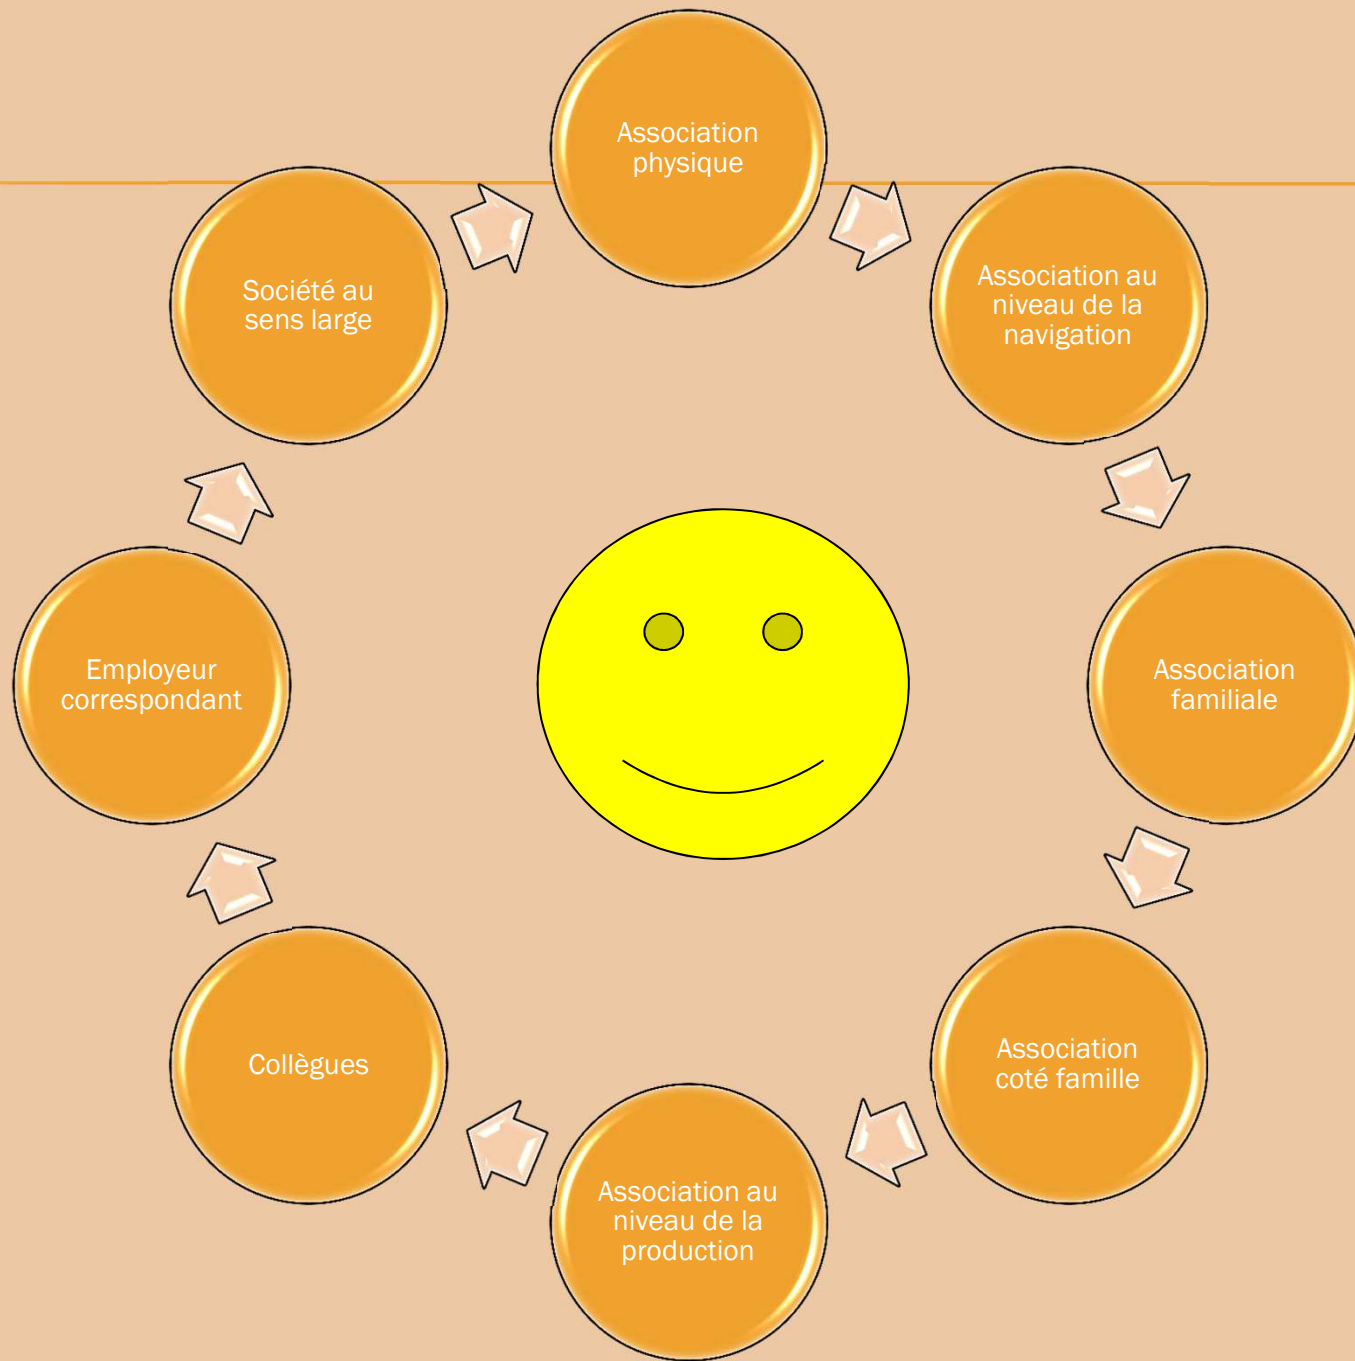 Association
physique
Association au
niveau de la
navigation
Association
familiale
Association
coté famille
Association au
niveau de la
production
Collègues
Employeur
correspondant
Société au
sens large